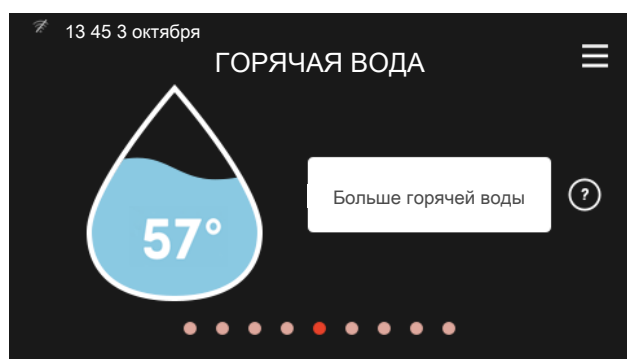 13 45 3 октября
ГОРЯЧАЯ ВОДА
57°
Больше горячей воды
?